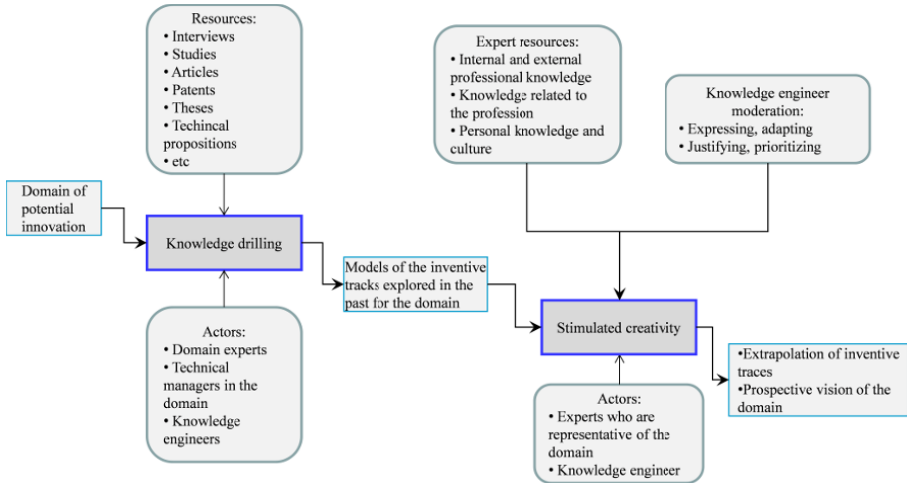 Resources:
• Interviews
• Studies
• Articles
• Patents
• Theses
• Techincal
propositions
• etc
Expert resources:
• Internal and external
professional knowledge
• Knowledge related to
the profession
• Personal knowledge and
culture
Knowledge engineer
moderation:
• Expressing, adapting
• Justifying, prioritizing
Domain of
potential
innovation
Knowledge drilling
Models of the inventive
tracks explored in the
past for the domain
Stimulated creativity
•Extrapolation of inventive
traces
•Prospective vision of the
domain
Actors:
• Domain experts
• Technical
managers in the
domain
• Knowledge
engineers
Actors:
• Experts who are
representative of the
domain
• Knowledge engineer